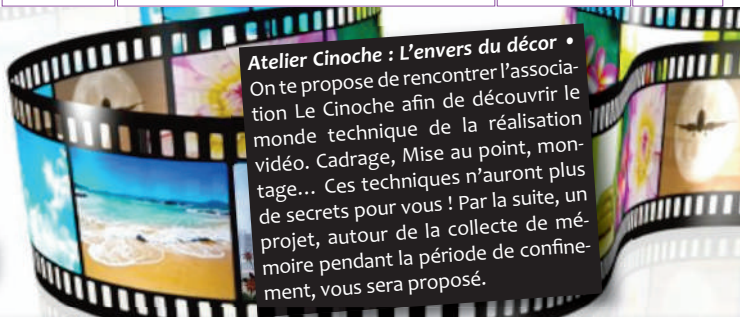 Atelier Cinoche : L'envers du décor •
On te propose de rencontrer l'associa-
tion Le Cinoche afin de découvrir le
monde technique de la réalisation
vidéo. Cadrage, Mise au point, mon-
tage… Ces techniques n'auront plus
de secrets pour vous ! Par la suite, un
projet, autour de la collecte de mé-
moire pendant la période de confine-
ment, vous sera proposé.